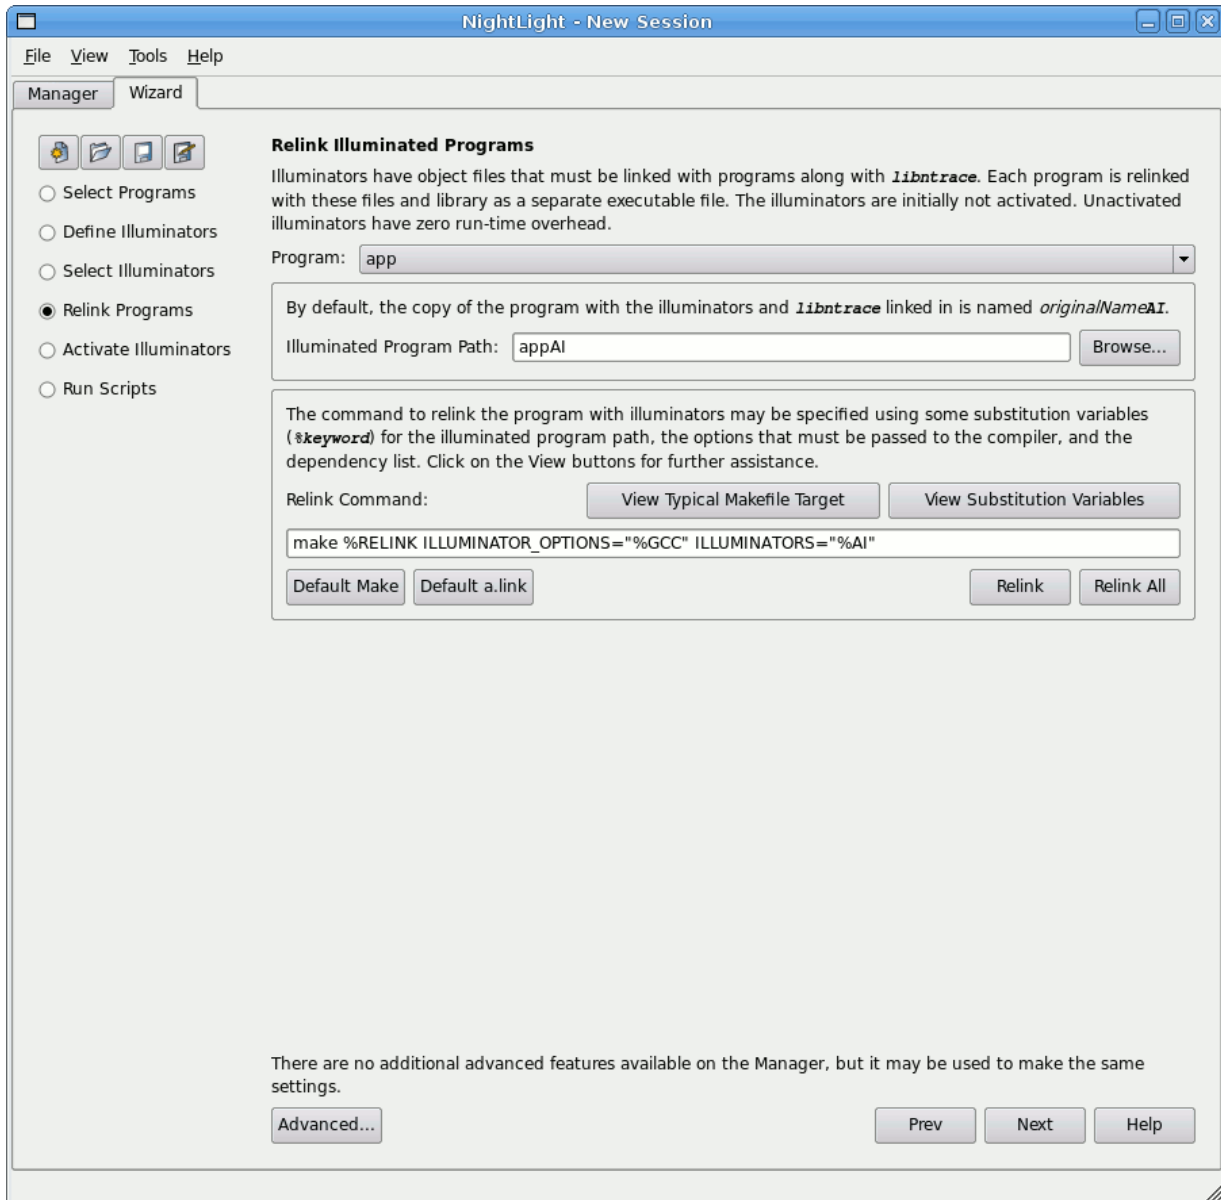 NightLight - New Session
File View Tools Help
Manager Wizard
Select Programs
Define Illuminators
Select Illuminators
Relink Programs
Activate Illuminators
Run Scripts
Relink Illuminated Programs
Illuminators have object files that must be linked with programs along with libntrace. Each program is relinked
with these files and library as a separate executable file. The illuminators are initially not activated. Unactivated
illuminators have zero run-time overhead.
Program: app
By default, the copy of the program with the illuminators and libntrace linked in is named originalNameAI.
Illuminated Program Path: appAI Browse...
The command to relink the program with illuminators may be specified using some substitution variables
(%keyword) for the illuminated program path, the options that must be passed to the compiler, and the
dependency list. Click on the View buttons for further assistance.
Relink Command: View Typical Makefile Target View Substitution Variables
make %RELINK ILLUMINATOR_OPTIONS="%GCC" ILLUMINATORS="%AI"
Default Make Default a.link Relink Relink All
There are no additional advanced features available on the Manager, but it may be used to make the same
settings.
Advanced... Prev Next Help